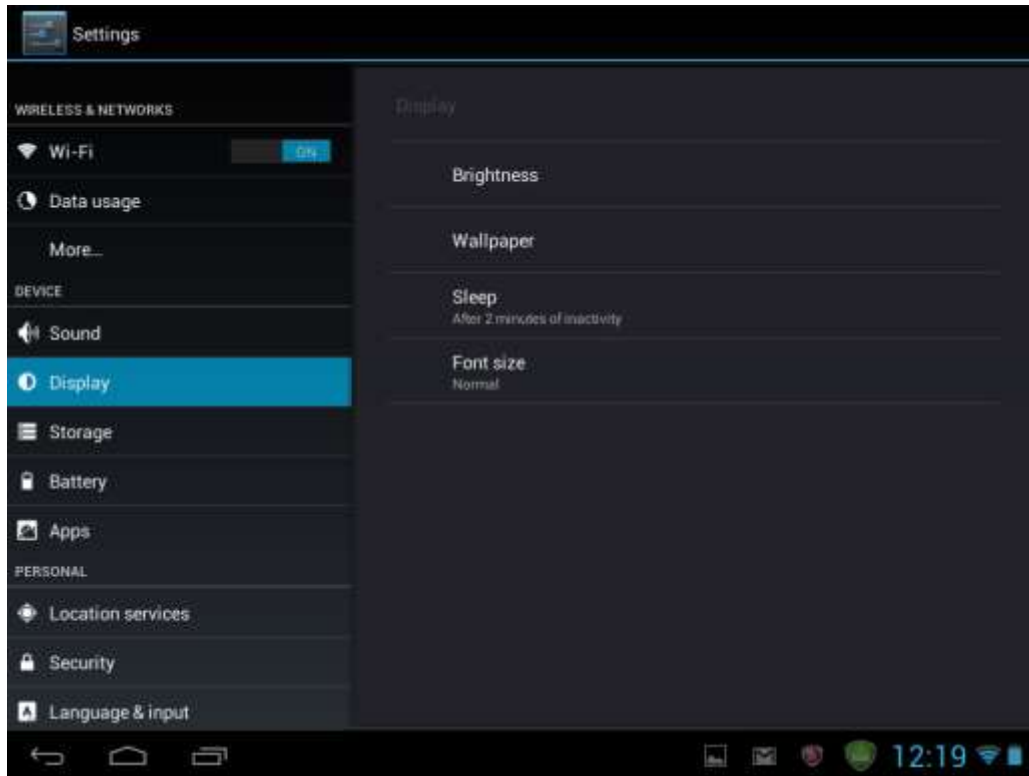 Settings
WIRELESS & NETWORKS
Wi-Fi ON
Data usage
More...
DEVICE
Sound
Display
Storage
Battery
Apps
PERSONAL
Location services
Security
Language & input
Display
Brightness
Wallpaper
Sleep
After 2 minutes of inactivity
Font size
Normal
12:19